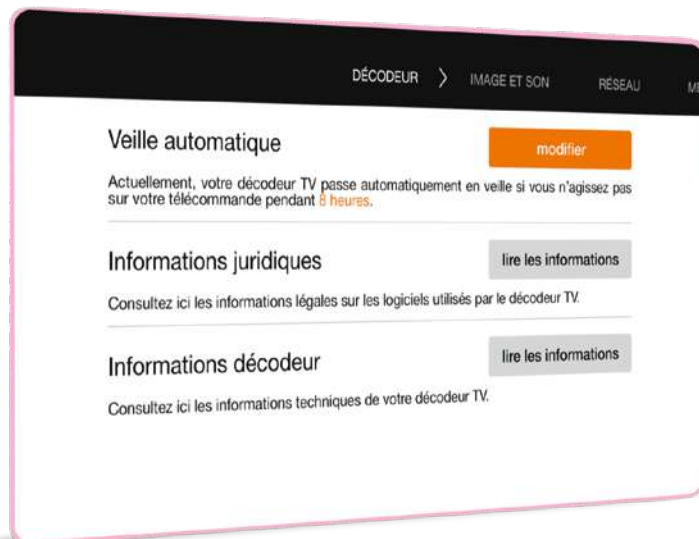 DÉCODEUR > IMAGE ET SON RÉSEAU
Veille automatique
modifier
Actuellement, votre décodeur TV passe automatiquement en veille si vous n'agissez pas
sur votre télécommande pendant 8 heures.
Informations juridiques
lire les informations
Consultez ici les informations légales sur les logiciels utilisés par le décodeur TV.
Informations décodeur
lire les informations
Consultez ici les informations techniques de votre décodeur TV.